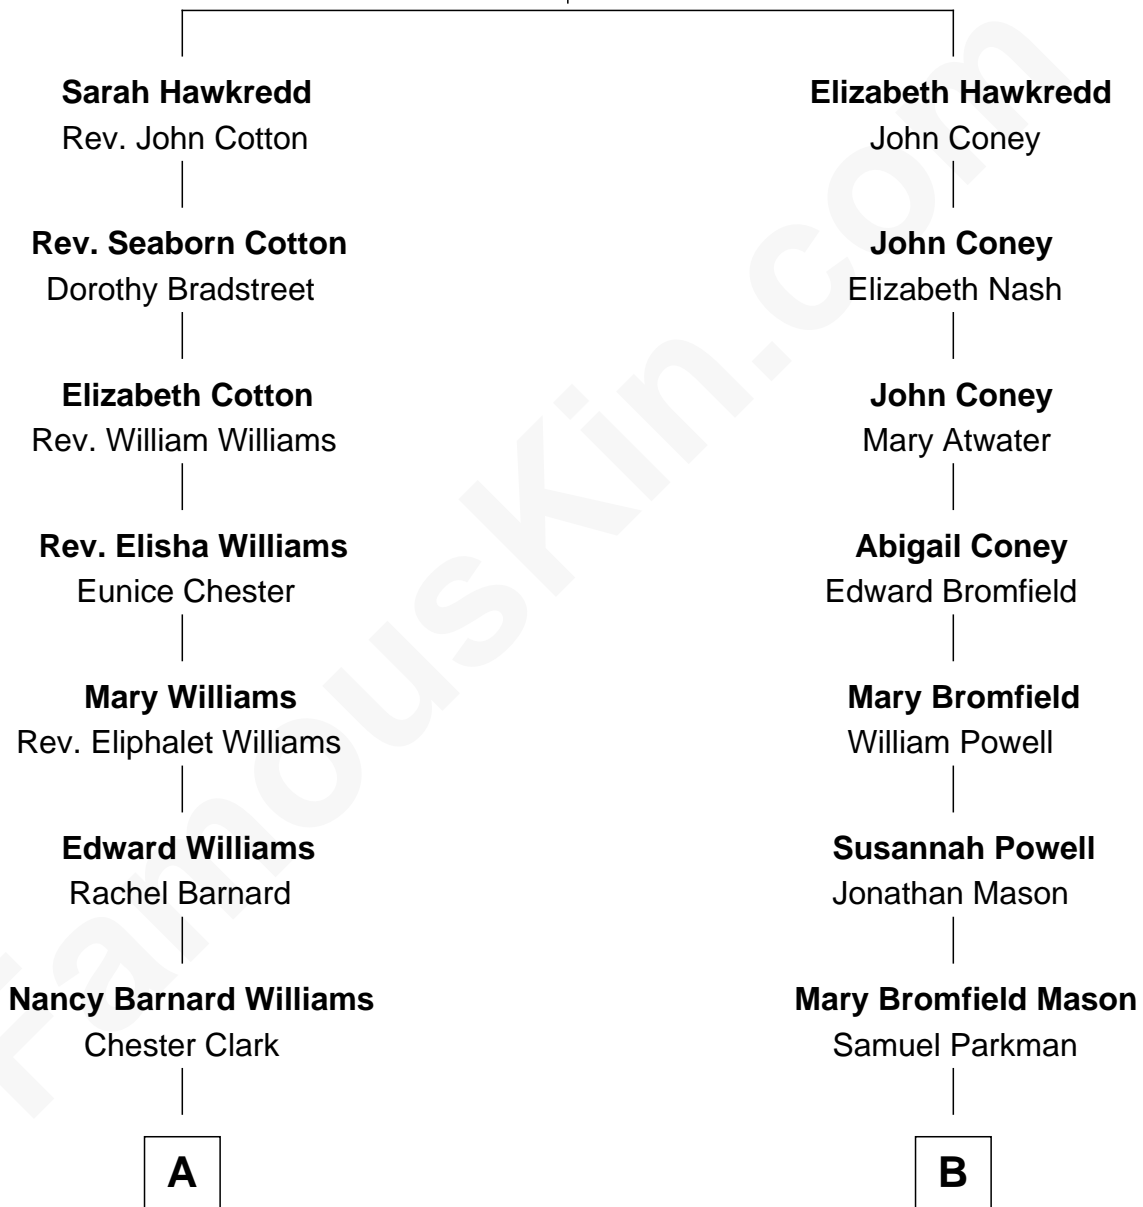 Sarah Hawkredd
Rev. John Cotton
Rev. Seaborn Cotton
Dorothy Bradstreet
Elizabeth Cotton
Rev. William Williams
Rev. Elisha Williams
Eunice Chester
Mary Williams
Rev. Eliphalet Williams
Edward Williams
Rachel Barnard
Nancy Barnard Williams
Chester Clark
A
Elizabeth Hawkredd
John Coney
John Coney
Elizabeth Nash
John Coney
Mary Atwater
Abigail Coney
Edward Bromfield
Mary Bromfield
William Powell
Susannah Powell
Jonathan Mason
Mary Bromfield Mason
Samuel Parkman
B
FamousKin.com